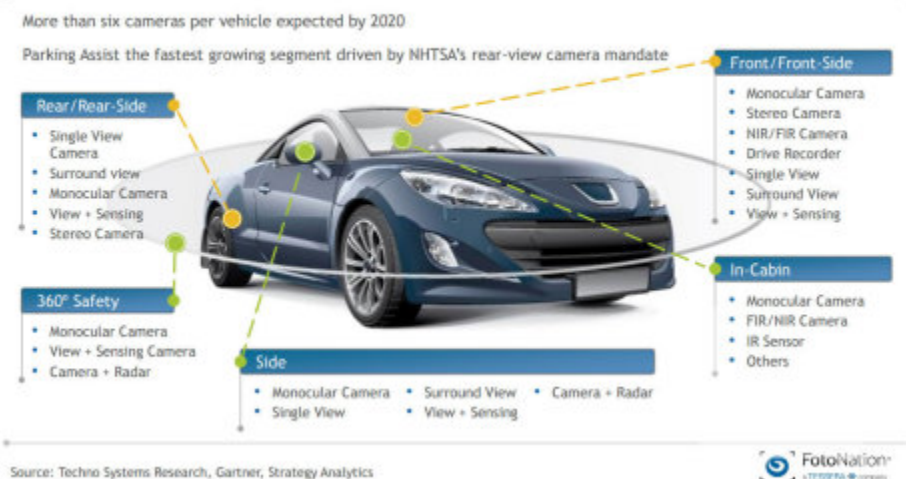 More than six cameras per vehicle expected by 2020
Parking Assist the fastest growing segment driven by NHTSA's rear-view camera mandate
Front/Front-Side
• Monocular Camera
• Stereo Camera
• NIR/FIR Camera
• Drive Recorder
• Single View
• Surround View
• View + Sensing
Rear/Rear-Side
• Single View
Camera
• Surround view
• Monocular Camera
• View + Sensing
• Stereo Camera
In-Cabin
• Monocular Camera
• FIR/NIR Camera
• IR Sensor
• Others
360º Safety
• Monocular Camera
• View + Sensing Camera
• Camera + Radar
Side
• Monocular Camera • Surround View • Camera + Radar
• Single View • View + Sensing
Source: Techno Systems Research, Gartner, Strategy Analytics
FotoNation